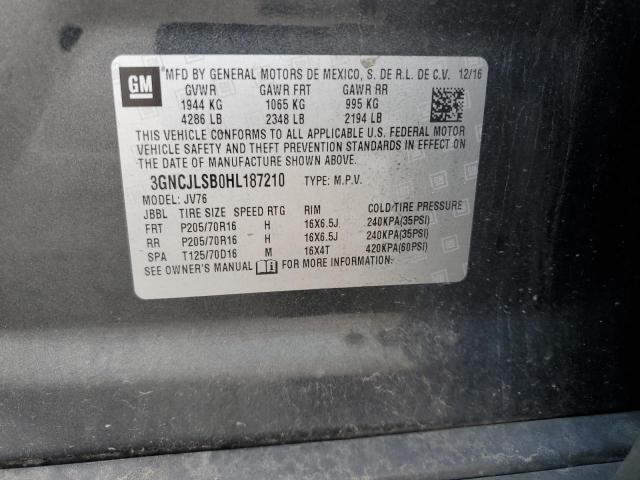 GM
MFD BY GENERAL MOTORS DE MEXICO, S. DE R.L. DE C.V. 12/16
GVWR GAWR FRT GAWR RR
1944 KG 1065 KG 995 KG
4286 LB 2348 LB 2194 LB
THIS VEHICLE CONFORMS TO ALL APPLICABLE U.S. FEDERAL MOTOR
VEHICLE SAFETY AND THEFT PREVENTION STANDARDS IN EFFECT ON
THE DATE OF MANUFACTURE SHOWN ABOVE.
3GNCJLSB0HL187210 TYPE: M.P.V.
MODEL: JV76
JBBL TIRE SIZE SPEED RTG RIM COLD/TIRE PRESSURE
FRT P205/70R16 H 16X6.5J 240KPA(35PSI)
RR P205/70R16 H 16X6.5J 240KPA(35PSI)
SPA T125/70D16 M 16X4T 420KPA(60PSI)
SEE OWNER'S MANUAL FOR MORE INFORMATION.